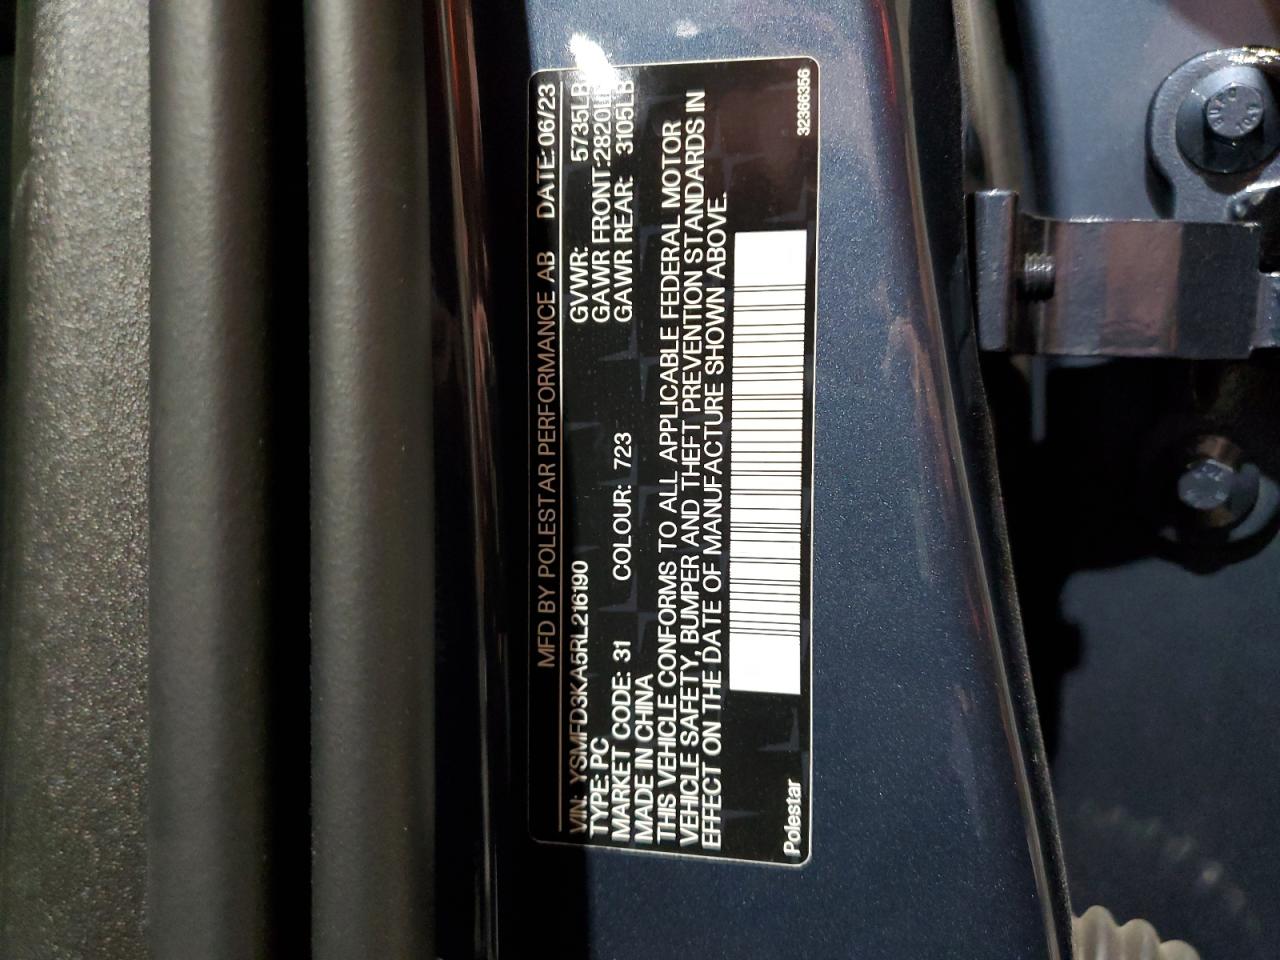 MFD BY POLESTAR PERFORMANCE AB DATE: 06/23
VIN: YSMFD3KA5RL216190 GVWR: 5735LB
TYPE: PC GAWR FRONT: 2820LB
MARKET CODE: 31 COLOUR: 723 GAWR REAR: 3105LB
MADE IN CHINA
THIS VEHICLE CONFORMS TO ALL APPLICABLE FEDERAL MOTOR
VEHICLE SAFETY, BUMPER AND THEFT PREVENTION STANDARDS IN
EFFECT ON THE DATE OF MANUFACTURE SHOWN ABOVE.
Polestar 32366356